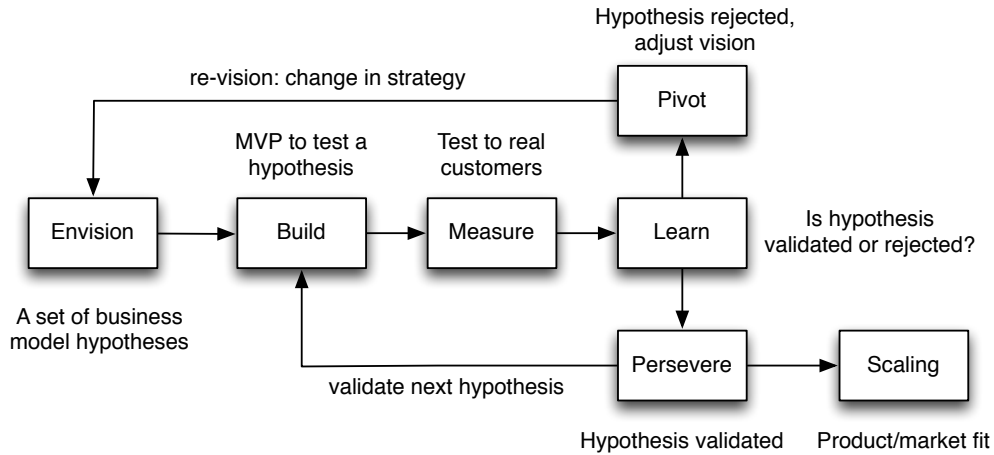 Hypothesis rejected,
adjust vision
re-vision: change in strategy
Pivot
MVP to test a
hypothesis
Test to real
customers
Envision
Build
Measure
Learn
Is hypothesis
validated or rejected?
A set of business
model hypotheses
Persevere
Scaling
validate next hypothesis
Hypothesis validated
Product/market fit